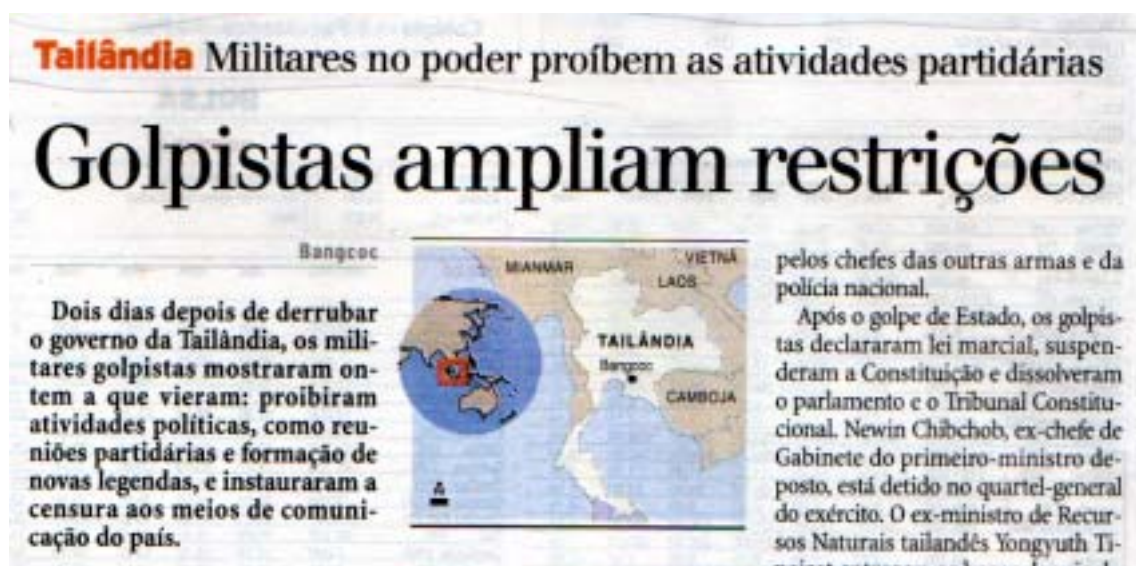 Tailândia Militares no poder proíbem as atividades partidárias
Golpistas ampliam restrições
Bangcoc
Dois dias depois de derrubar
o governo da Tailândia, os mili-
tares golpistas mostraram on-
tem a que vieram: proibiram
atividades políticas, como reu-
niões partidárias e formação de
novas legendas, e instauraram a
censura aos meios de comuni-
cação do país.
MIANMAR
VIETNÃ
LAOS
TAILÂNDIA
Bangcoc
CAMBOJA
pelos chefes das outras armas e da
polícia nacional.
Após o golpe de Estado, os golpis-
tas declararam lei marcial, suspen-
deram a Constituição e dissolveram
o parlamento e o Tribunal Constitu-
cional. Newin Chibchob, ex-chefe de
Gabinete do primeiro-ministro de-
posto, está detido no quartel-general
do exército. O ex-ministro de Recur-
sos Naturais tailandês Yongyuth Ti-